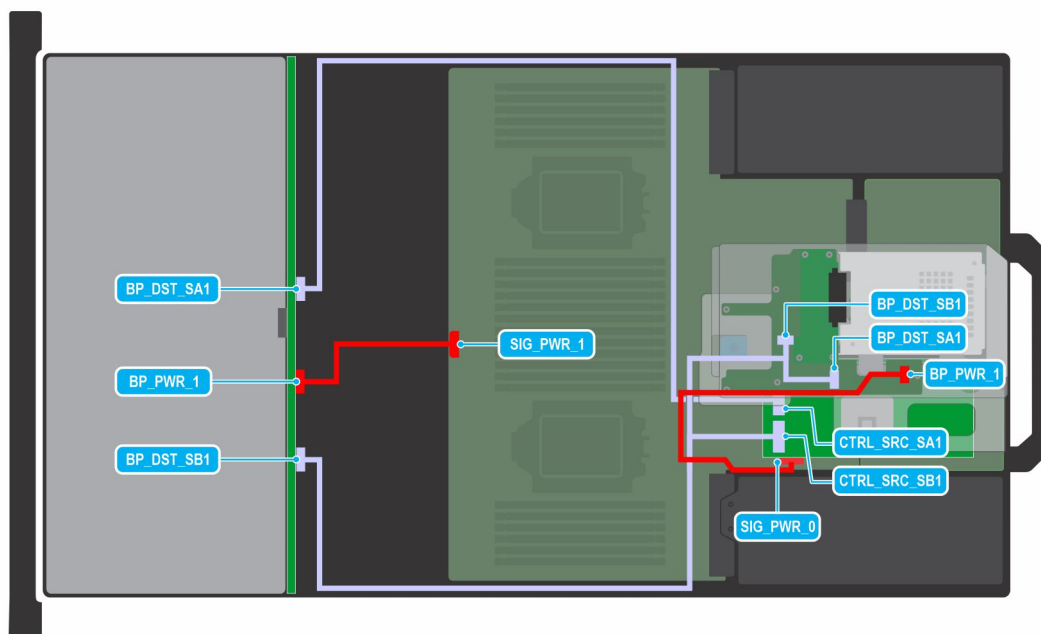 BP_DST_SA1
BP_DST_SB1
SIG_PWR_1
BP_DST_SA1
BP_PWR_1
BP_PWR_1
CTRL_SRC_SA1
BP_DST_SB1
CTRL_SRC_SB1
SIG_PWR_0